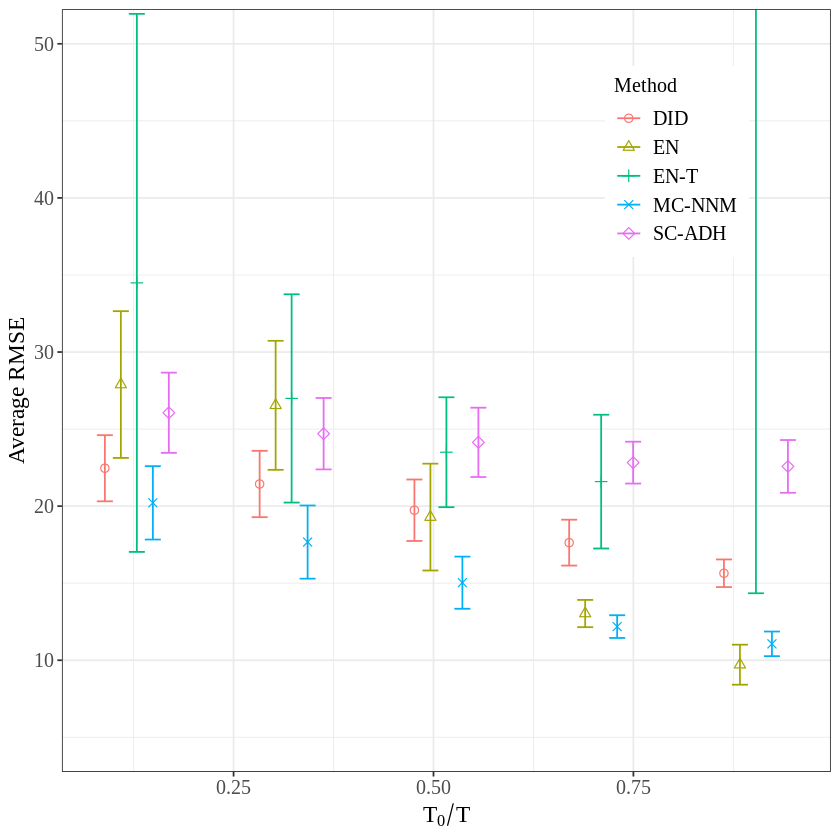 50
40
30
20
10
Average RMSE
Method
DID
EN
EN-T
MC-NNM
SC-ADH
0.25
0.50
0.75
T₀/T